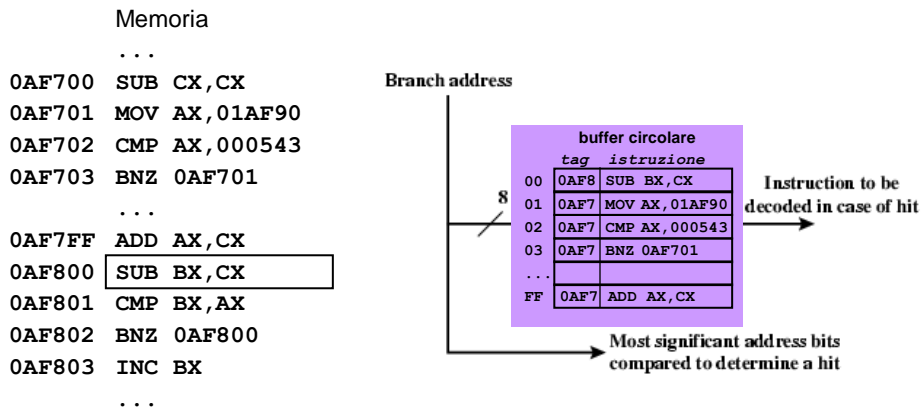 Memoria
...
0AF700 SUB CX,CX
0AF701 MOV AX,01AF90
0AF702 CMP AX,000543
0AF703 BNZ 0AF701
...
0AF7FF ADD AX,CX
0AF800 SUB BX,CX
0AF801 CMP BX,AX
0AF802 BNZ 0AF800
0AF803 INC BX
...
Branch address
8
buffer circolare
tag istruzione
00 0AF8 SUB BX,CX
01 0AF7 MOV AX,01AF90
02 0AF7 CMP AX,000543
03 0AF7 BNZ 0AF701
...
FF 0AF7 ADD AX,CX
Instruction to be
decoded in case of hit
Most significant address bits
compared to determine a hit